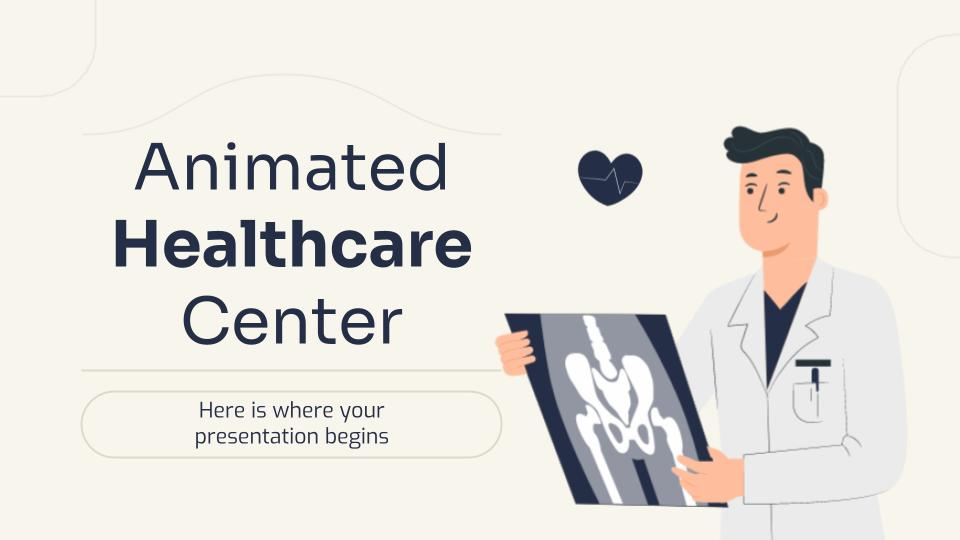 Animated
Healthcare
Center
Here is where your
presentation begins